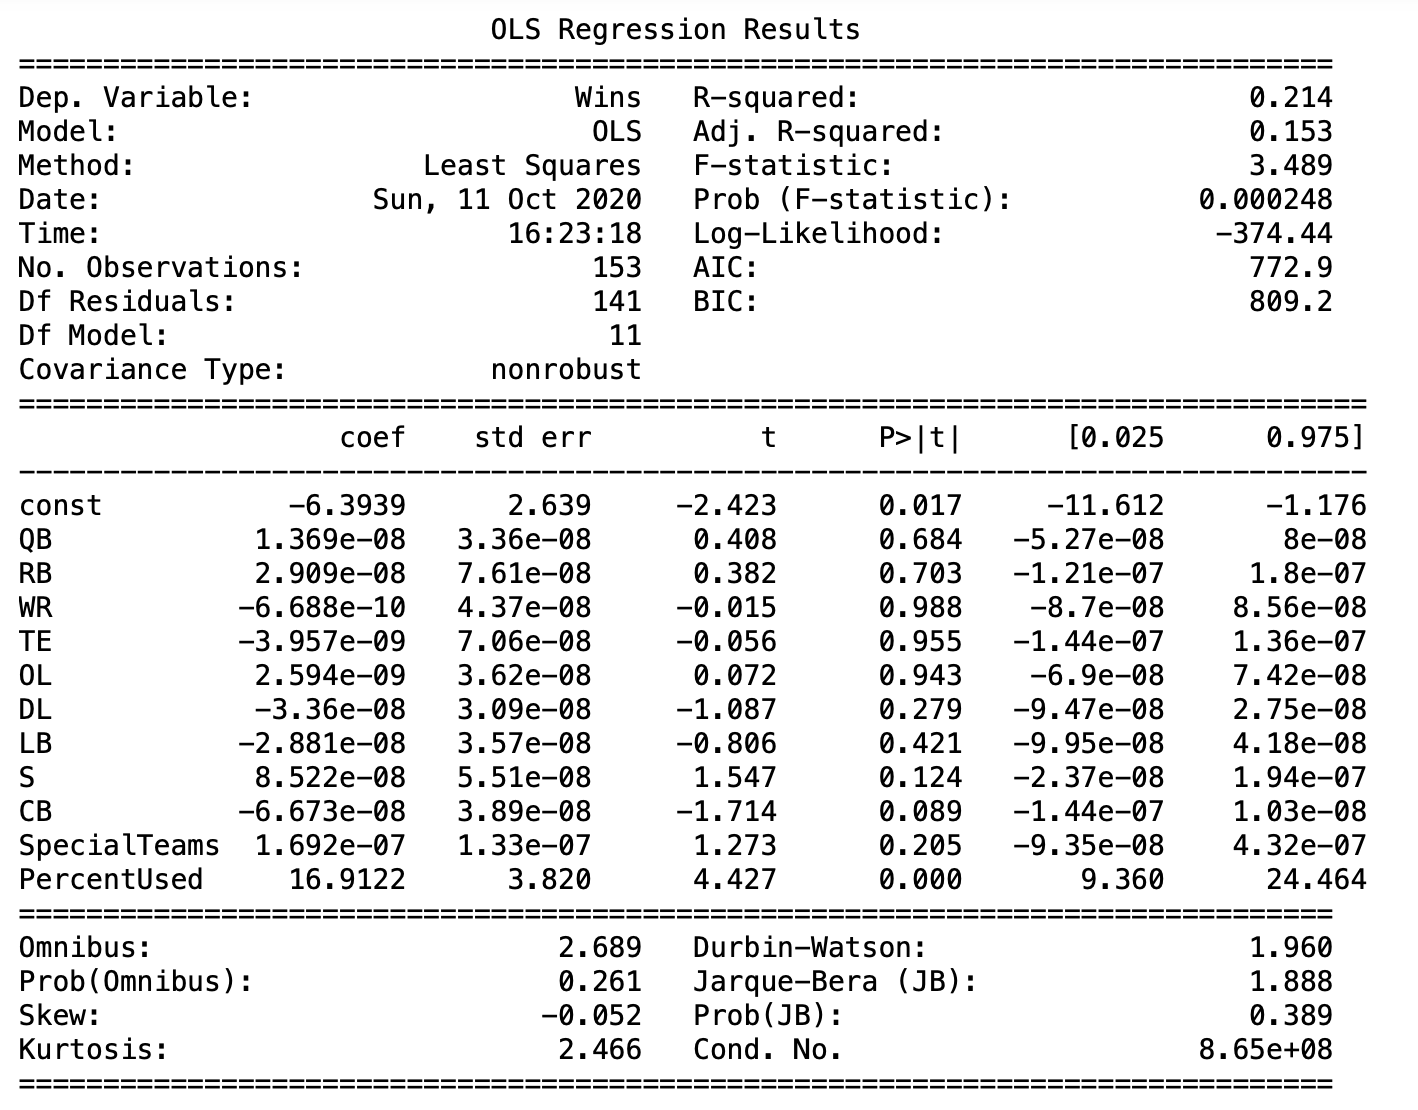 OLS Regression Results
==============================================================================
Dep. Variable: Wins R-squared: 0.214
Model: OLS Adj. R-squared: 0.153
Method: Least Squares F-statistic: 3.489
Date: Sun, 11 Oct 2020 Prob (F-statistic): 0.000248
Time: 16:23:18 Log-Likelihood: -374.44
No. Observations: 153 AIC: 772.9
Df Residuals: 141 BIC: 809.2
Df Model: 11
Covariance Type: nonrobust
================================================================================
coef std err t P>|t| [0.025 0.975]
--------------------------------------------------------------------------------
const -6.3939 2.639 -2.423 0.017 -11.612 -1.176
QB 1.369e-08 3.36e-08 0.408 0.684 -5.27e-08 8e-08
RB 2.909e-08 7.61e-08 0.382 0.703 -1.21e-07 1.8e-07
WR -6.688e-10 4.37e-08 -0.015 0.988 -8.7e-08 8.56e-08
TE -3.957e-09 7.06e-08 -0.056 0.955 -1.44e-07 1.36e-07
OL 2.594e-09 3.62e-08 0.072 0.943 -6.9e-08 7.42e-08
DL -3.36e-08 3.09e-08 -1.087 0.279 -9.47e-08 2.75e-08
LB -2.881e-08 3.57e-08 -0.806 0.421 -9.95e-08 4.18e-08
S 8.522e-08 5.51e-08 1.547 0.124 -2.37e-08 1.94e-07
CB -6.673e-08 3.89e-08 -1.714 0.089 -1.44e-07 1.03e-08
SpecialTeams 1.692e-07 1.33e-07 1.273 0.205 -9.35e-08 4.32e-07
PercentUsed 16.9122 3.820 4.427 0.000 9.360 24.464
==============================================================================
Omnibus: 2.689 Durbin-Watson: 1.960
Prob(Omnibus): 0.261 Jarque-Bera (JB): 1.888
Skew: -0.052 Prob(JB): 0.389
Kurtosis: 2.466 Cond. No. 8.65e+08
==============================================================================